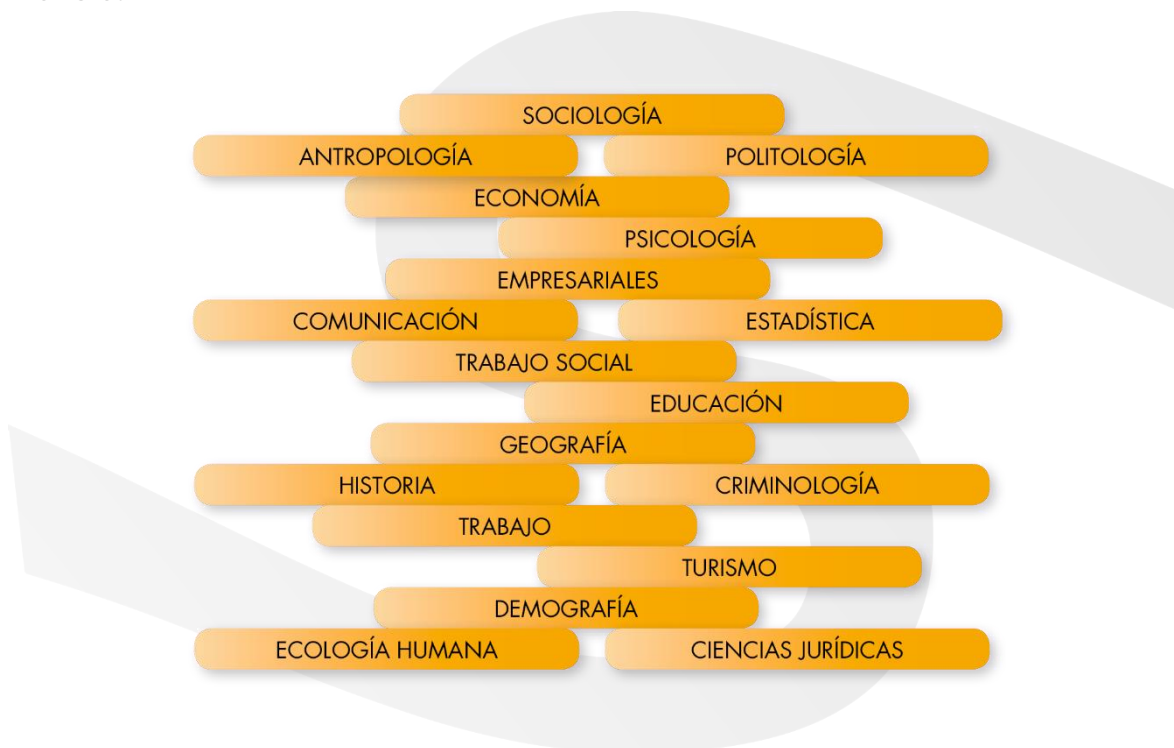 SOCIOLOGÍA
ANTROPOLOGÍA POLITOLOGÍA
ECONOMÍA
PSICOLOGÍA
EMPRESARIALES
COMUNICACIÓN ESTADÍSTICA
TRABAJO SOCIAL
EDUCACIÓN
GEOGRAFÍA
HISTORIA CRIMINOLOGÍA
TRABAJO
TURISMO
DEMOGRAFÍA
ECOLOGÍA HUMANA CIENCIAS JURÍDICAS